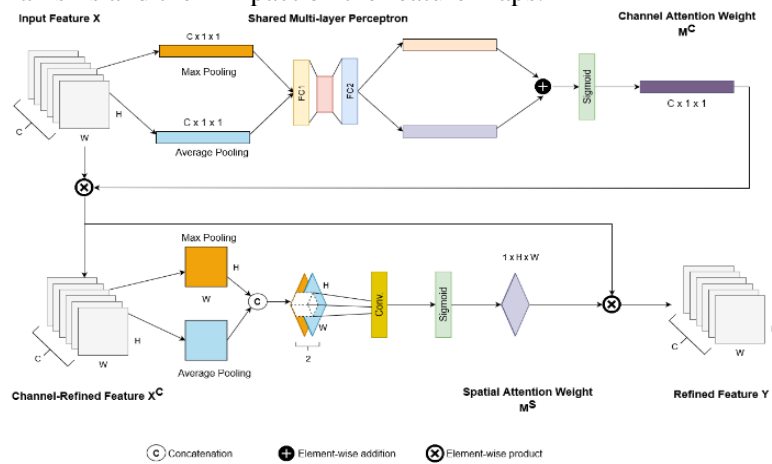 Input Feature X
Shared Multi-layer Perceptron
Channel Attention Weight
M^C
C x 1 x 1
Max Pooling
FC1
FC2
Sigmoid
C x 1 x 1
C x 1 x 1
Average Pooling
H
W
C
Max Pooling
H
W
Average Pooling
H
W
C
C
H
W
2
Conv.
Sigmoid
1 x H x W
C
W
Channel-Refined Feature X^C
Spatial Attention Weight
M^S
Refined Feature Y
C Concatenation
Element-wise addition
Element-wise product